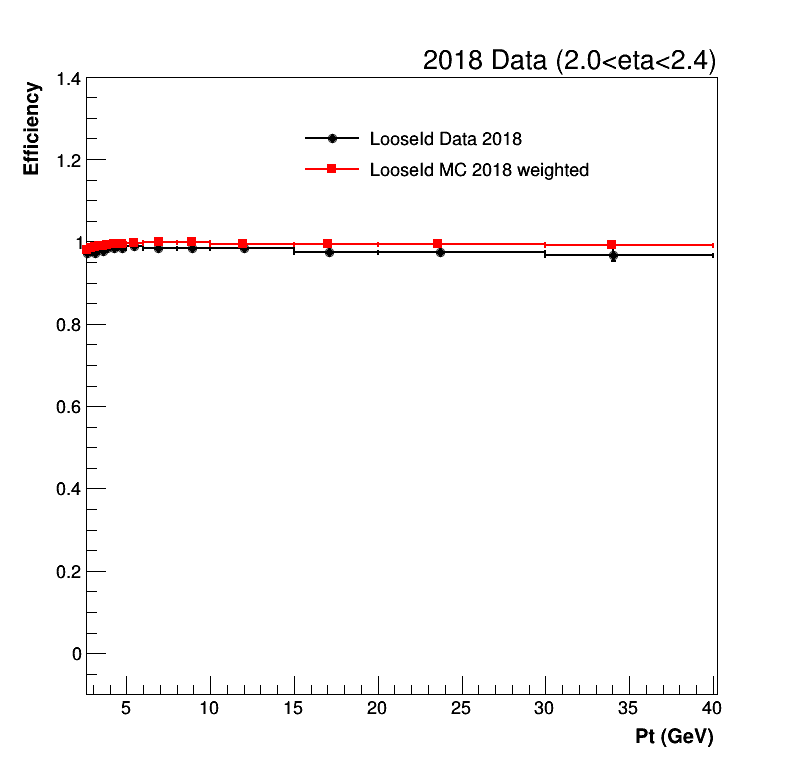 2018 Data (2.0<eta<2.4)
Efficiency
LooseId Data 2018
LooseId MC 2018 weighted
1.4
1.2
1
0.8
0.6
0.4
0.2
0
5 10 15 20 25 30 35 40
Pt (GeV)